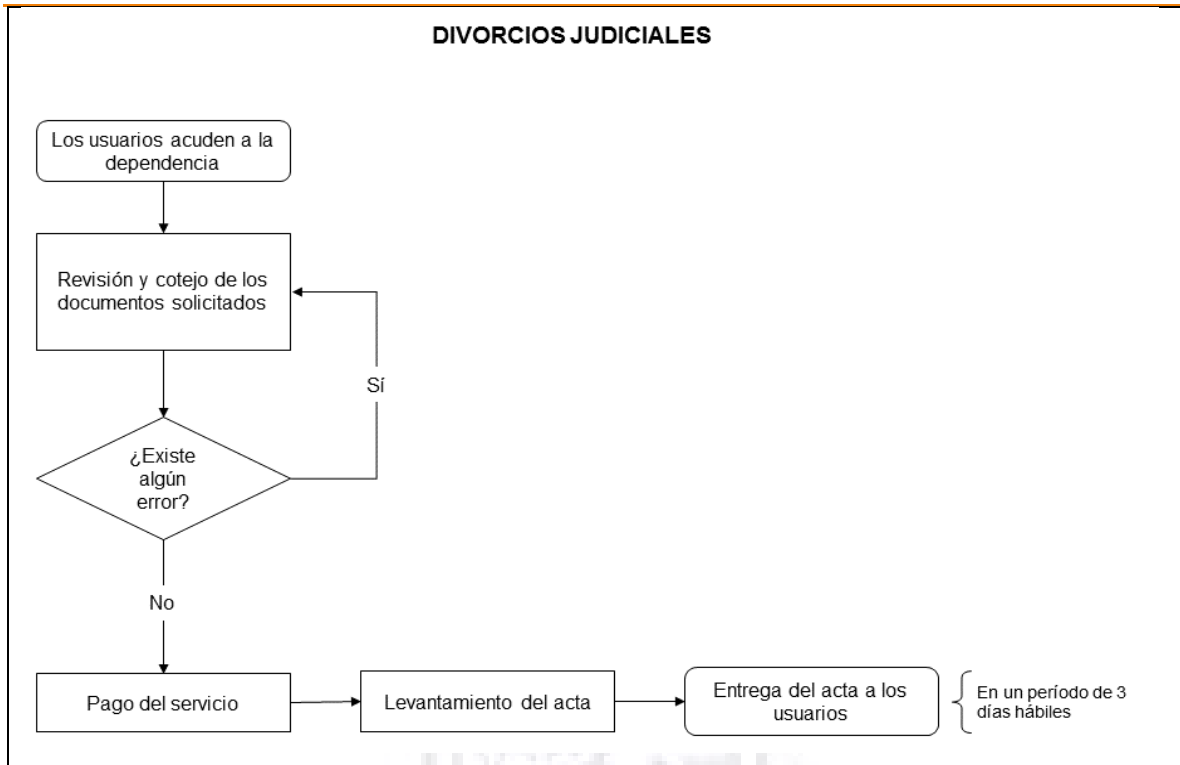 DIVORCIOS JUDICIALES
Los usuarios acuden a la
dependencia
Revisión y cotejo de los
documentos solicitados
Sí
¿Existe
algún
error?
No
Pago del servicio
Levantamiento del acta
Entrega del acta a los
usuarios
En un período de 3
días hábiles